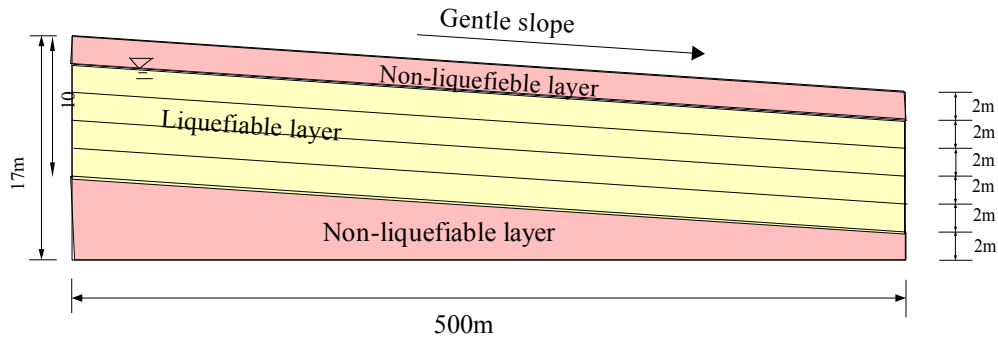 Gentle slope
Non-liquefieble layer
Liquefiable layer
Non-liquefiable layer
10
17m
2m
2m
2m
2m
2m
2m
500m